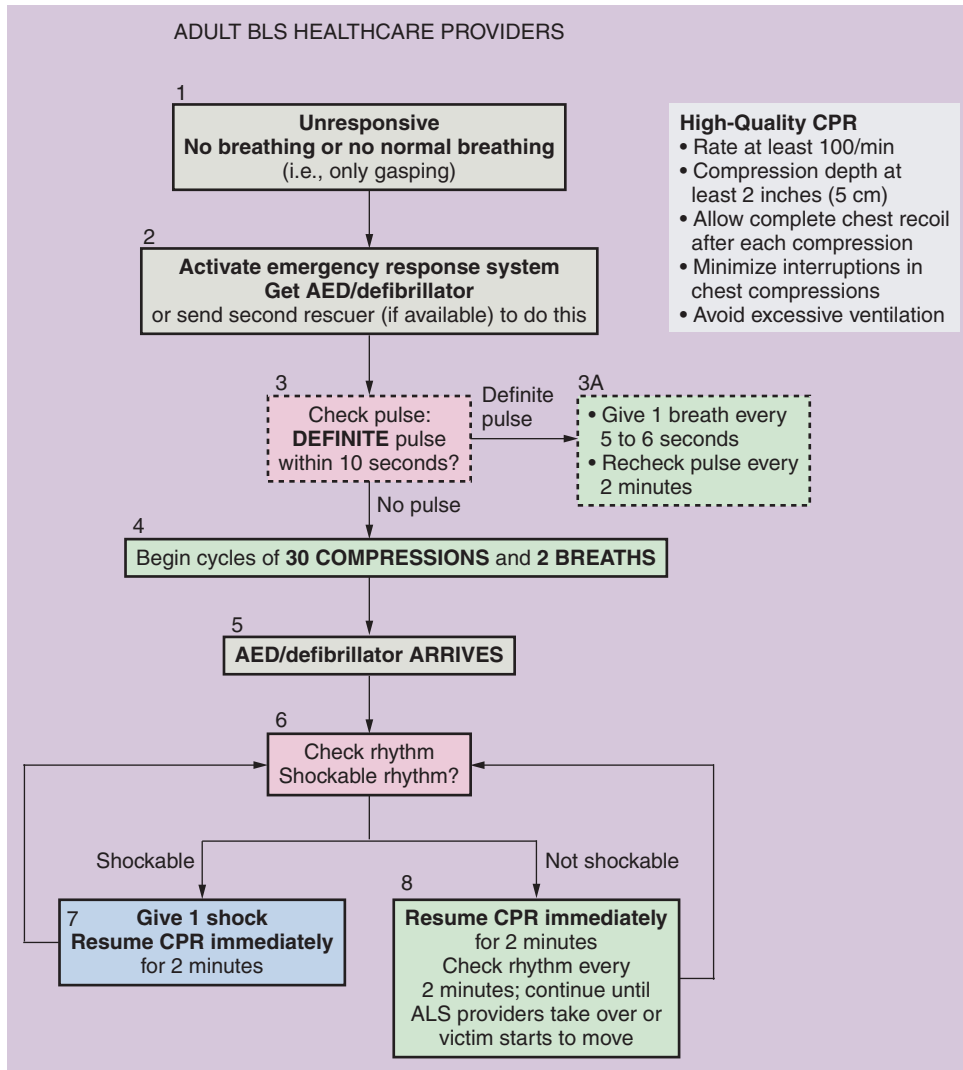 ADULT BLS HEALTHCARE PROVIDERS
1
Unresponsive
No breathing or no normal breathing
(i.e., only gasping)
High-Quality CPR
• Rate at least 100/min
• Compression depth at
least 2 inches (5 cm)
• Allow complete chest recoil
after each compression
• Minimize interruptions in
chest compressions
• Avoid excessive ventilation
2
Activate emergency response system
Get AED/defibrillator
or send second rescuer (if available) to do this
3
Check pulse:
DEFINITE pulse
within 10 seconds?
Definite
pulse
3A
• Give 1 breath every
5 to 6 seconds
• Recheck pulse every
2 minutes
No pulse
4
Begin cycles of 30 COMPRESSIONS and 2 BREATHS
5
AED/defibrillator ARRIVES
6
Check rhythm
Shockable rhythm?
Shockable
Not shockable
7
Give 1 shock
Resume CPR immediately
for 2 minutes
8
Resume CPR immediately
for 2 minutes
Check rhythm every
2 minutes; continue until
ALS providers take over or
victim starts to move